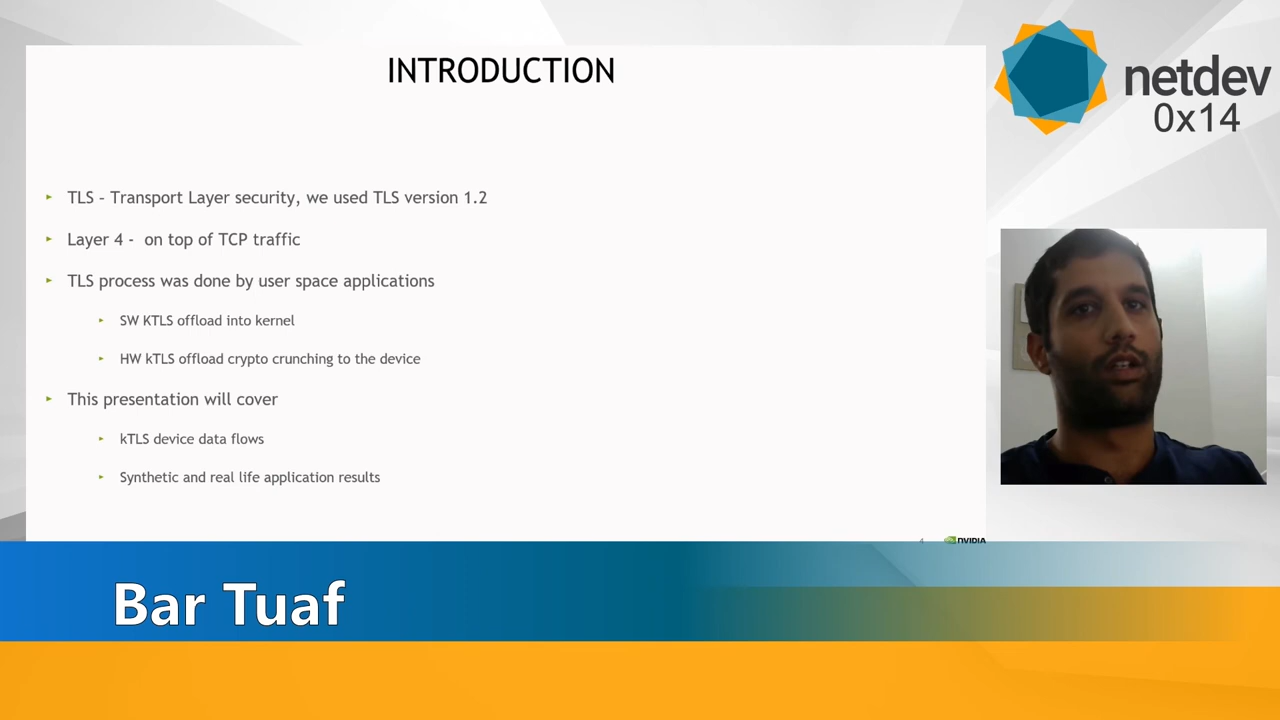 INTRODUCTION
netdev
0x14
TLS – Transport Layer security, we used TLS version 1.2
Layer 4 -  on top of TCP traffic
TLS process was done by user space applications
SW KTLS offload into kernel
HW kTLS offload crypto crunching to the device
This presentation will cover
kTLS device data flows
Synthetic and real life application results
4
NVIDIA
Bar Tuaf